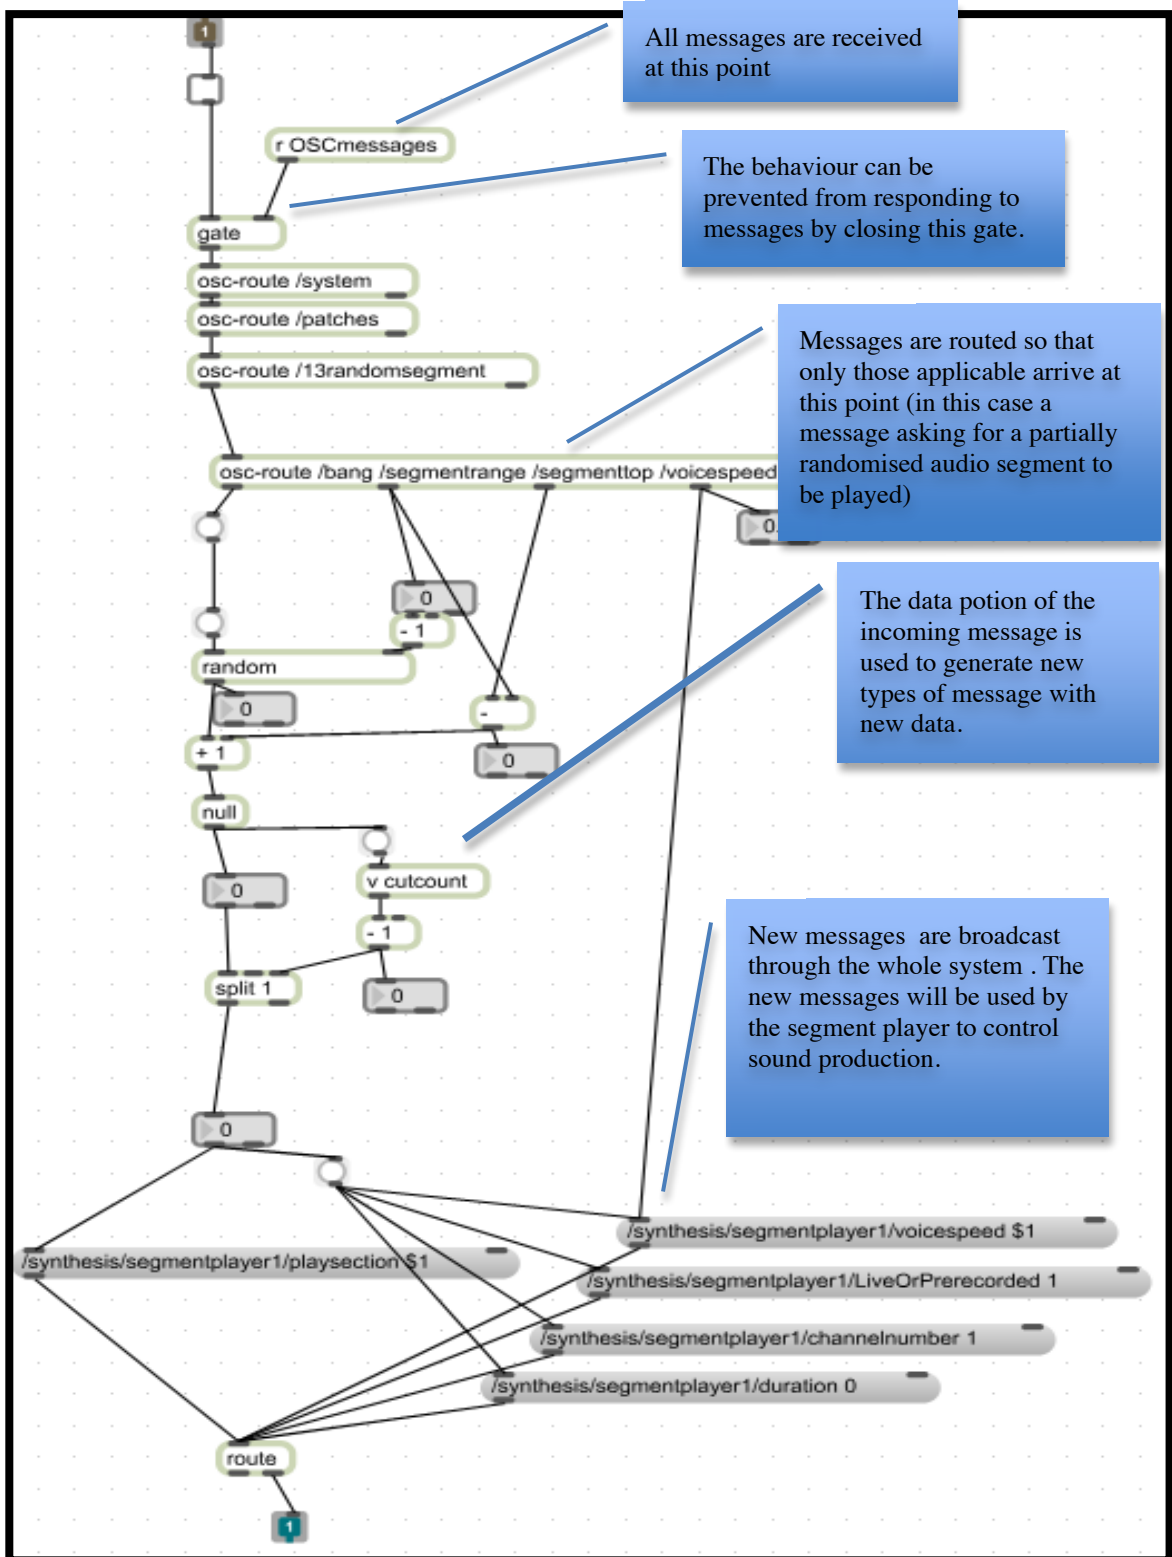 1
All messages are received
at this point
r OSCmessages
The behaviour can be
prevented from responding to
messages by closing this gate.
gate
osc-route /system
osc-route /patches
osc-route /13randomsegment
Messages are routed so that
only those applicable arrive at
this point (in this case a
message asking for a partially
randomised audio segment to
be played)
osc-route /bang /segmentrange /segmenttop /voicespeed
0.
0
- 1
The data potion of the
incoming message is
used to generate new
types of message with
new data.
random
0
-
+ 1
0
null
v cutcount
0
- 1
split 1
0
New messages are broadcast
through the whole system . The
new messages will be used by
the segment player to control
sound production.
0
/synthesis/segmentplayer1/voicespeed $1
/synthesis/segmentplayer1/playsection $1
/synthesis/segmentplayer1/LiveOrPrerecorded 1
/synthesis/segmentplayer1/channelnumber 1
/synthesis/segmentplayer1/duration 0
route
1